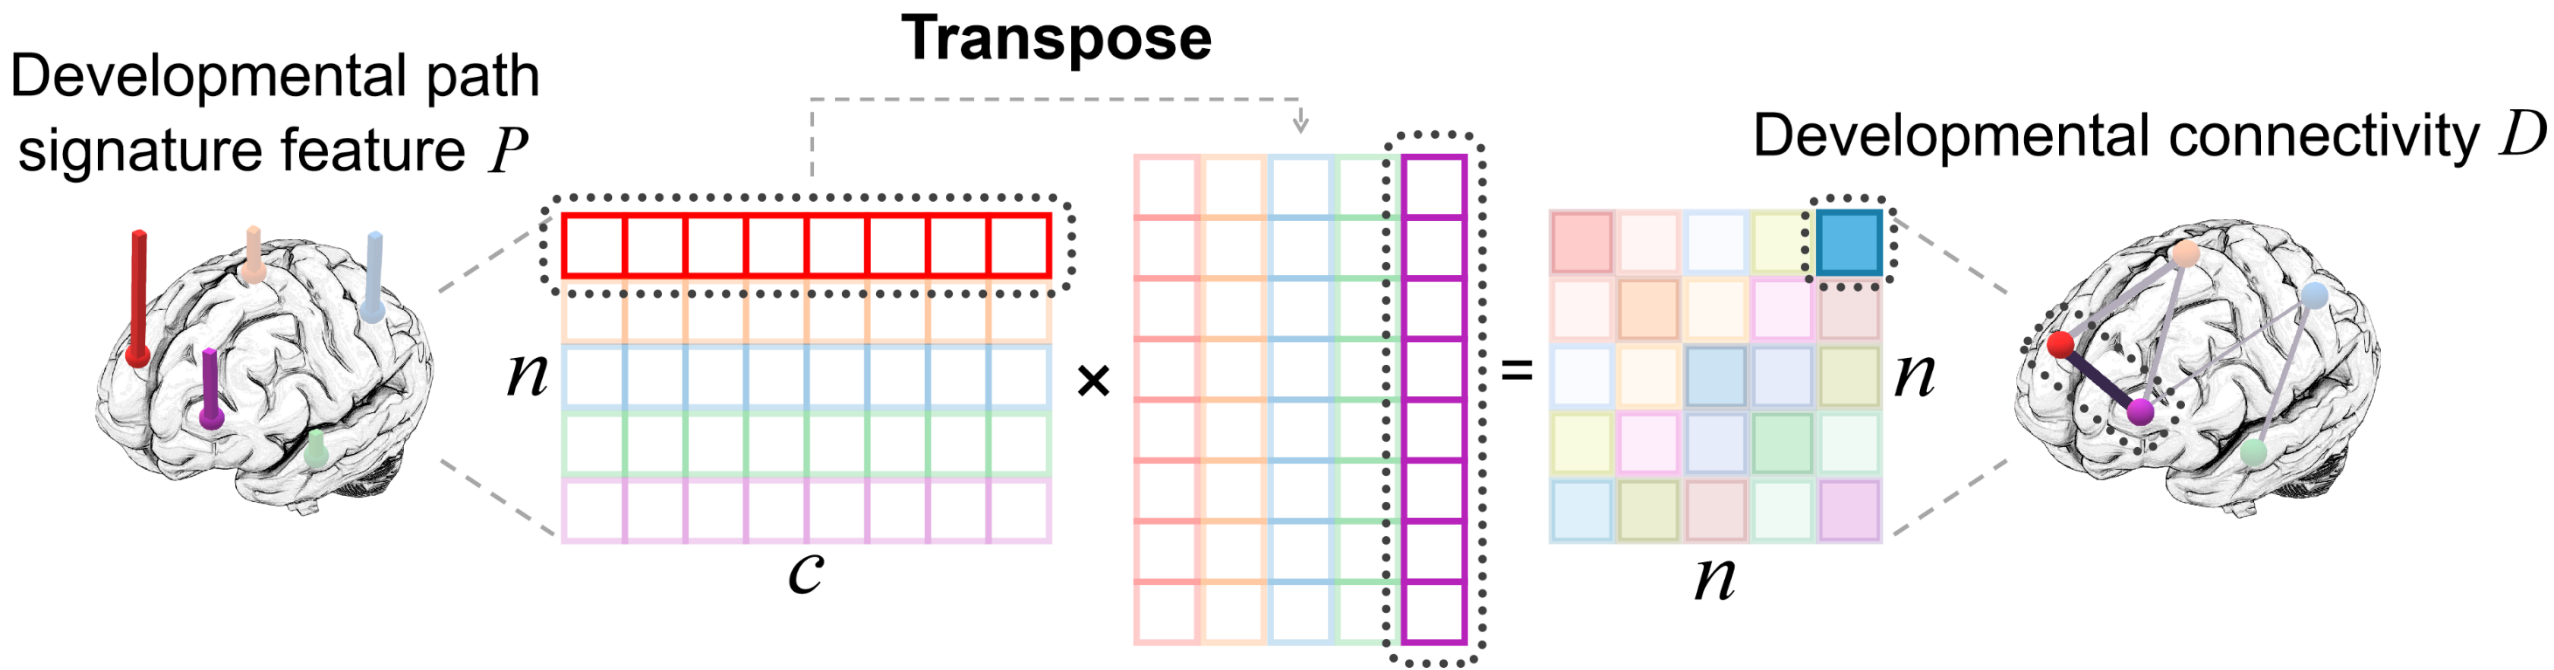 Transpose
Developmental path
signature feature P
Developmental connectivity D
n
×
=
n
c
n